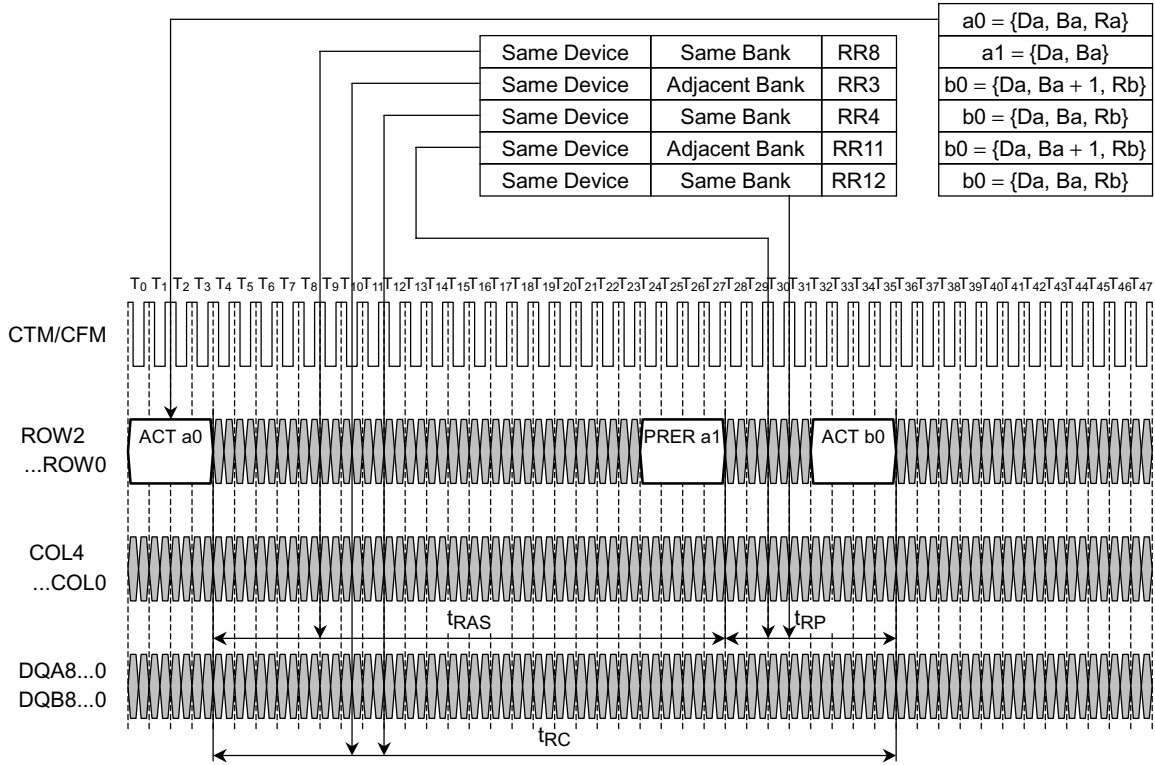 a0 = {Da, Ba, Ra}
Same Device Same Bank RR8 a1 = {Da, Ba}
Same Device Adjacent Bank RR3 b0 = {Da, Ba + 1, Rb}
Same Device Same Bank RR4 b0 = {Da, Ba, Rb}
Same Device Adjacent Bank RR11 b0 = {Da, Ba + 1, Rb}
Same Device Same Bank RR12 b0 = {Da, Ba, Rb}
T0 T1 T2 T3 T4 T5 T6 T7 T8 T9 T10 T11 T12 T13 T14 T15 T16 T17 T18 T19 T20 T21 T22 T23 T24 T25 T26 T27 T28 T29 T30 T31 T32 T33 T34 T35 T36 T37 T38 T39 T40 T41 T42 T43 T44 T45 T46 T47
CTM/CFM
ROW2
...ROW0
ACT a0 PRER a1 ACT b0
COL4
...COL0
tRAS tRP
DQA8...0
DQB8...0
tRC